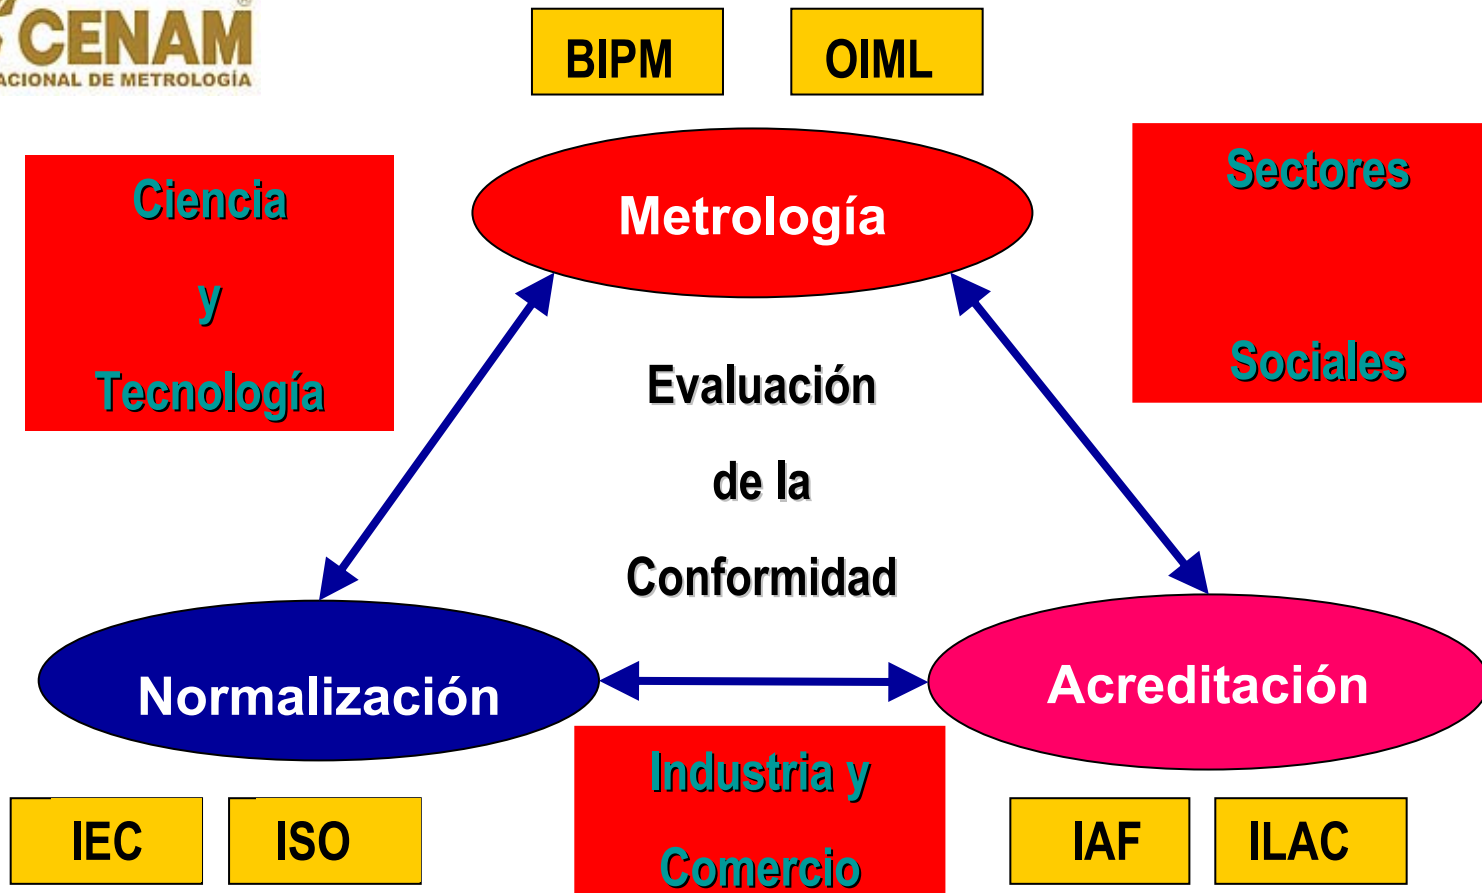 CENAM
®
ACIONAL DE METROLOGÍA
BIPM
OIML
Ciencia
y
Tecnología
Metrología
Sectores
Sociales
Evaluación
de la
Conformidad
Normalización
Acreditación
Industria y
Comercio
IEC
ISO
IAF
ILAC